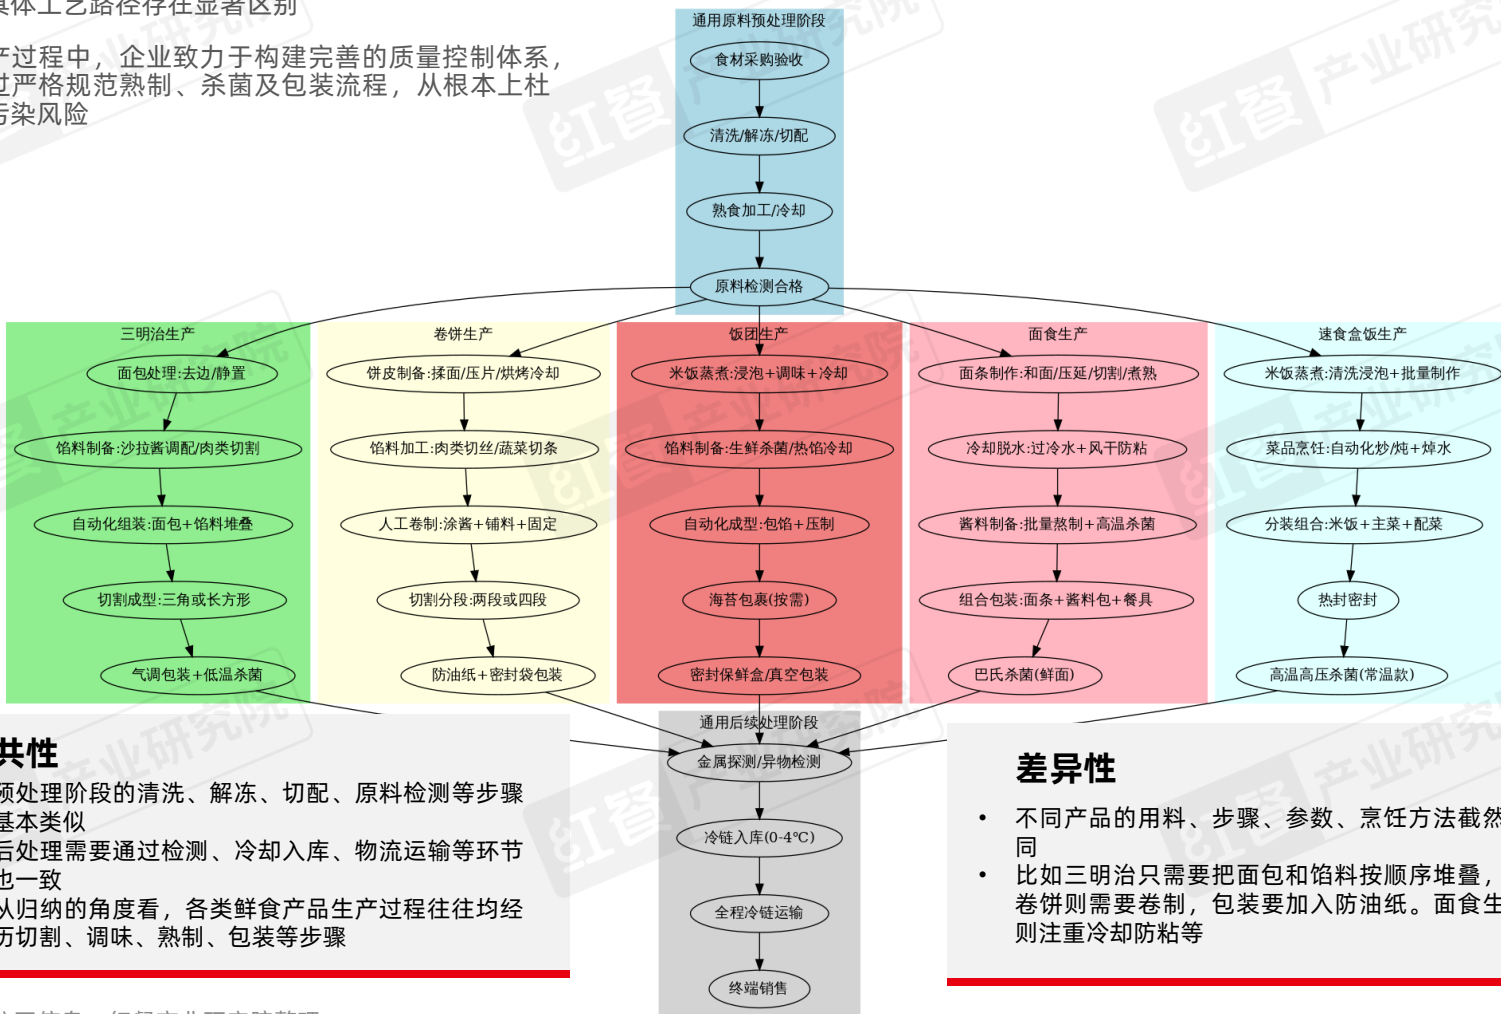 具体工艺路径存在显著区别
产过程中，企业致力于构建完善的质量控制体系，
过严格规范熟制、杀菌及包装流程，从根本上杜
污染风险
通用原料预处理阶段
食材采购验收
清洗/解冻/切配
熟食加工/冷却
原料检测合格
三明治生产
面包处理:去边/静置
馅料制备:沙拉酱调配/肉类切割
自动化组装:面包+馅料堆叠
切割成型:三角或长方形
气调包装+低温杀菌
卷饼生产
饼皮制备:揉面/压片/烘烤冷却
馅料加工:肉类切丝/蔬菜切条
人工卷制:涂酱+铺料+固定
切割分段:两段或四段
防油纸+密封袋包装
饭团生产
米饭蒸煮:浸泡+调味+冷却
馅料制备:生鲜杀菌/热馅冷却
自动化成型:包馅+压制
海苔包裹(按需)
密封保鲜盒/真空包装
面食生产
面条制作:和面/压延/切割/煮熟
冷却脱水:过冷水+风干防粘
酱料制备:批量熬制+高温杀菌
组合包装:面条+酱料包+餐具
巴氏杀菌(鲜面)
速食盒饭生产
米饭蒸煮:清洗浸泡+批量制作
菜品烹饪:自动化炒/炖+焯水
分装组合:米饭+主菜+配菜
热封密封
高温高压杀菌(常温款)
通用后续处理阶段
金属探测/异物检测
冷链入库(0-4℃)
全程冷链运输
终端销售
共性
预处理阶段的清洗、解冻、切配、原料检测等步骤
基本类似
后处理需要通过检测、冷却入库、物流运输等环节
也一致
从归纳的角度看，各类鲜食产品生产过程往往均经
历切割、调味、熟制、包装等步骤
差异性
• 不同产品的用料、步骤、参数、烹饪方法截然
同
• 比如三明治只需要把面包和馅料按顺序堆叠，
卷饼则需要卷制，包装要加入防油纸。面食生
则注重冷却防粘等
红餐产业研究院